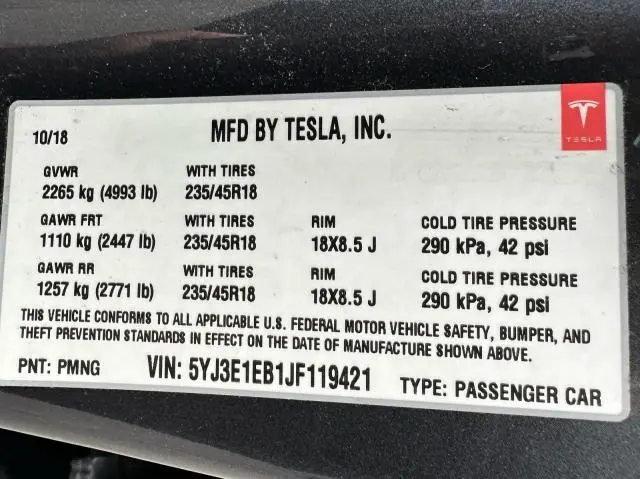 10/18 MFD BY TESLA, INC.
TESLA
GVWR WITH TIRES
2265 kg (4993 lb) 235/45R18
GAWR FRT WITH TIRES RIM COLD TIRE PRESSURE
1110 kg (2447 lb) 235/45R18 18X8.5 J 290 kPa, 42 psi
GAWR RR WITH TIRES RIM COLD TIRE PRESSURE
1257 kg (2771 lb) 235/45R18 18X8.5 J 290 kPa, 42 psi
THIS VEHICLE CONFORMS TO ALL APPLICABLE U.S. FEDERAL MOTOR VEHICLE SAFETY, BUMPER, AND
THEFT PREVENTION STANDARDS IN EFFECT ON THE DATE OF MANUFACTURE SHOWN ABOVE.
PNT: PMNG VIN: 5YJ3E1EB1JF119421 TYPE: PASSENGER CAR